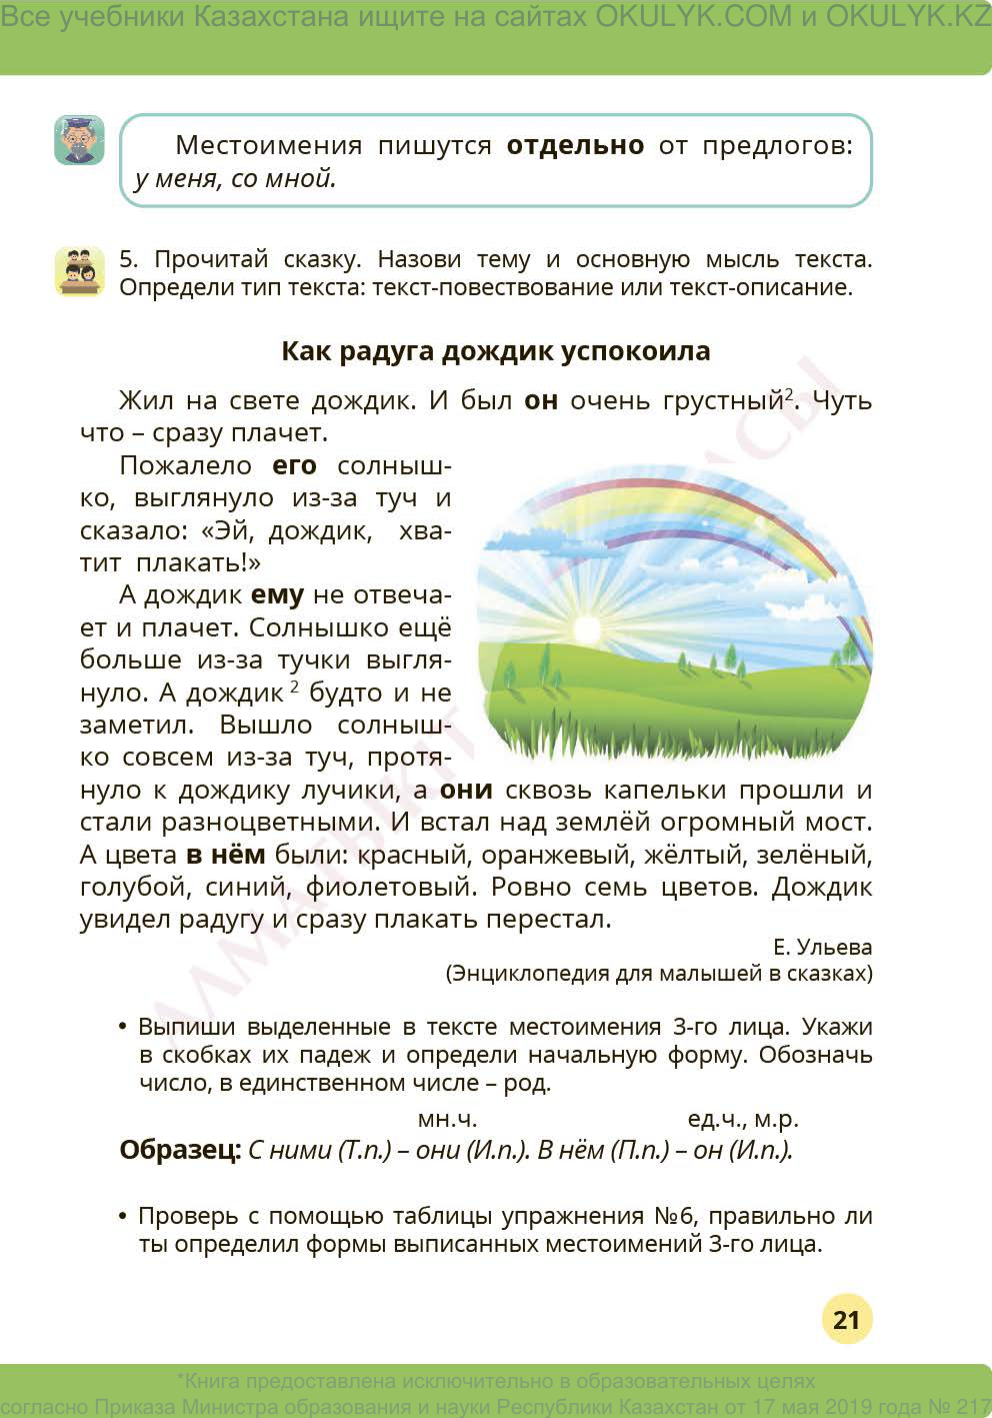 Все учебники Казахстана ищите на сайтах OKULYK.COM и OKULYK.KZ
Местоимения пишутся отдельно от предлогов:
у меня, со мной.
5. Прочитай сказку. Назови тему и основную мысль текста.
Определи тип текста: текст-повествование или текст-описание.
Как радуга дождик успокоила
Жил на свете дождик. И был он очень грустный². Чуть
что – сразу плачет.
Пожалело его солныш-
ко, выглянуло из-за туч и
сказало: «Эй, дождик, хва-
тит плакать!»
А дождик ему не отвеча-
ет и плачет. Солнышко ещё
больше из-за тучки выгля-
нуло. А дождик ² будто и не
заметил. Вышло солныш-
ко совсем из-за туч, протя-
нуло к дождику лучики, а они сквозь капельки прошли и
стали разноцветными. И встал над землёй огромный мост.
А цвета в нём были: красный, оранжевый, жёлтый, зелёный,
голубой, синий, фиолетовый. Ровно семь цветов. Дождик
увидел радугу и сразу плакать перестал.
Е. Ульева
(Энциклопедия для малышей в сказках)
• Выпиши выделенные в тексте местоимения 3-го лица. Укажи
в скобках их падеж и определи начальную форму. Обозначь
число, в единственном числе – род.
мн.ч. ед.ч., м.р.
Образец: С ними (Т.п.) – они (И.п.). В нём (П.п.) – он (И.п.).
• Проверь с помощью таблицы упражнения №6, правильно ли
ты определил формы выписанных местоимений 3-го лица.
21
*Книга предоставлена исключительно в образовательных целях
согласно Приказа Министра образования и науки Республики Казахстан от 17 мая 2019 года № 217